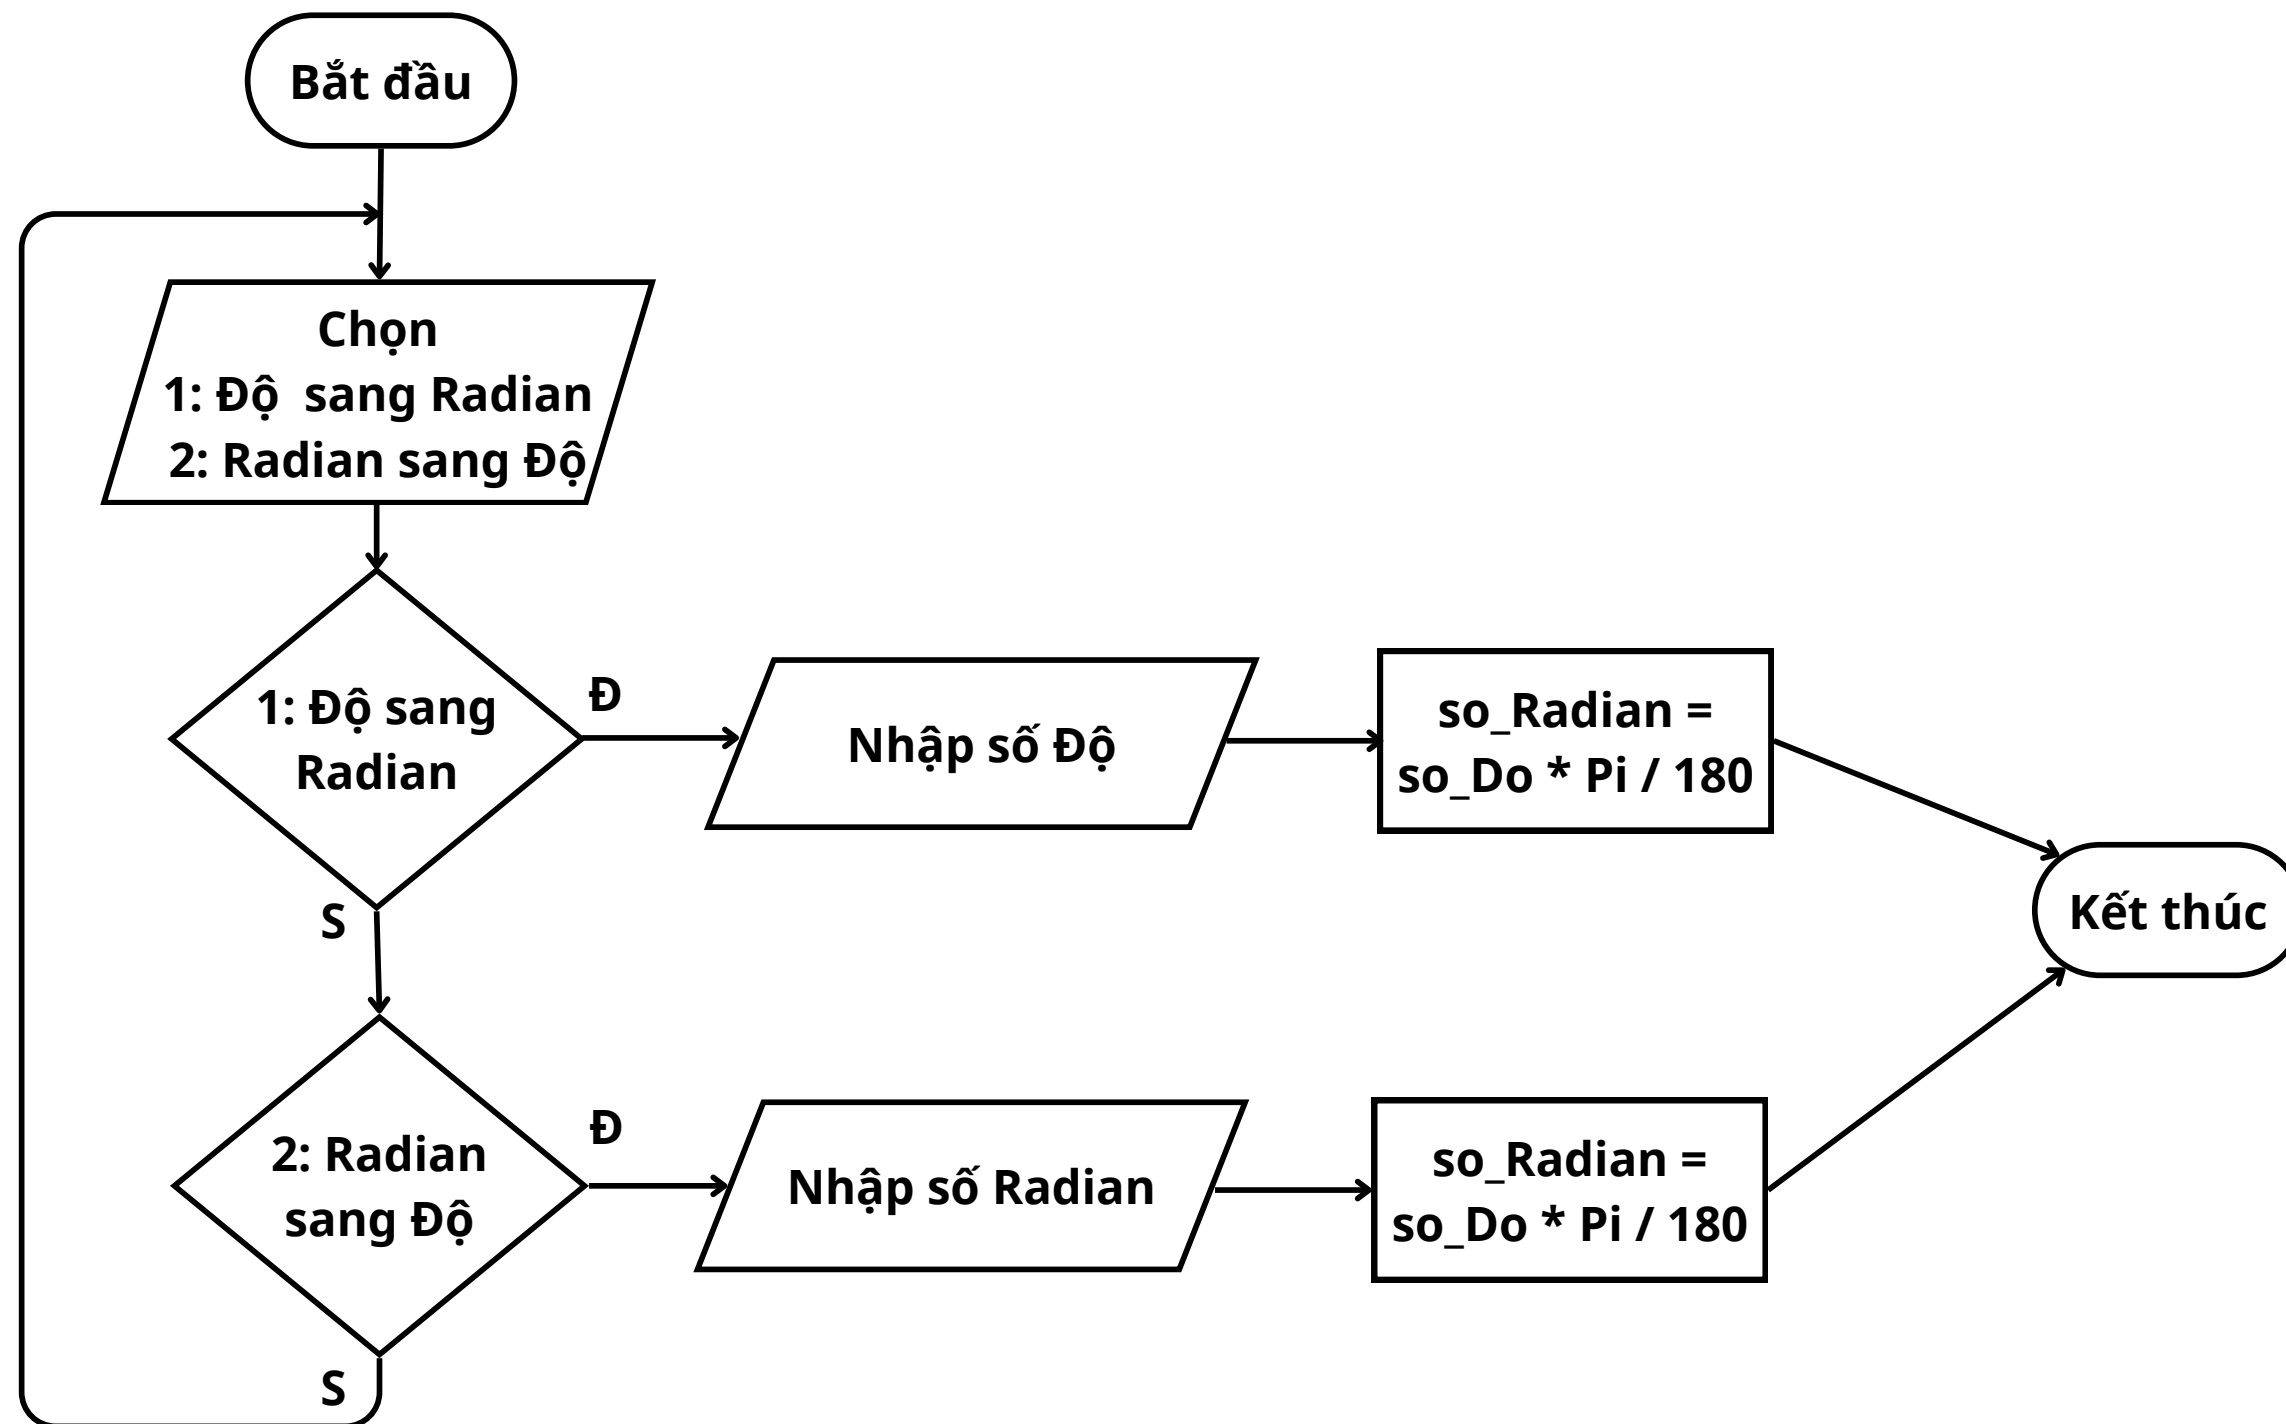 Bắt đầu
Chọn
1: Độ  sang Radian
2: Radian sang Độ
1: Độ sang
Radian
Đ
Nhập số Độ
so_Radian =
so_Do * Pi / 180
S
Kết thúc
2: Radian
sang Độ
Đ
Nhập số Radian
so_Radian =
so_Do * Pi / 180
S